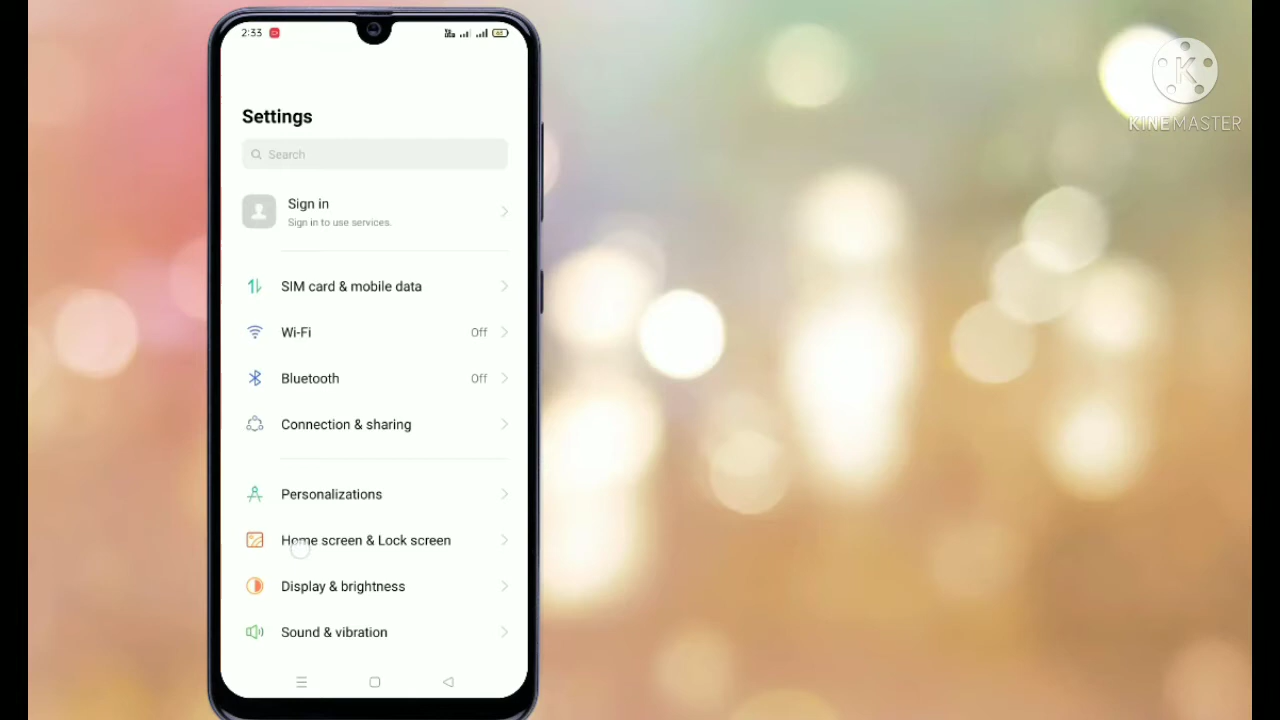 2:33
Settings
Search
Sign in
Sign in to use services.
SIM card & mobile data
Wi-Fi Off
Bluetooth Off
Connection & sharing
Personalizations
Home screen & Lock screen
Display & brightness
Sound & vibration
K
KINEMASTER